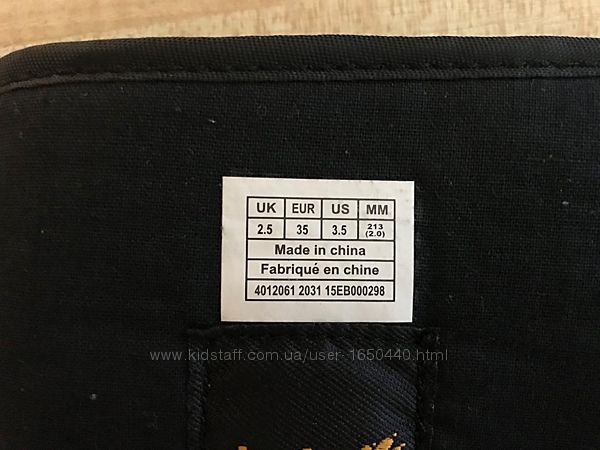 UK EUR US MM
2.5 35 3.5 213 (2.0)
Made in china
Fabriqué en chine
4012061 2031 15EB000298
www.kidstaff.com.ua/user-1650440.html